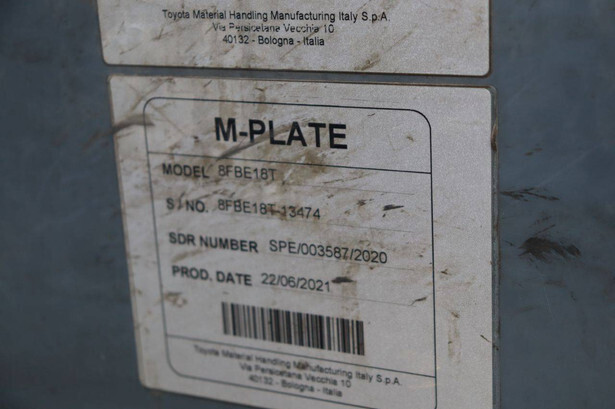 Toyota Material Handling Manufacturing Italy S.p.A.
Via Persicetana Vecchia 10
40132 - Bologna - Italia
M-PLATE
MODEL 8FBE18T
S / NO. 8FBE18T-13474
SDR NUMBER SPE/003587/2020
PROD. DATE 22/06/2021
Toyota Material Handling Manufacturing Italy S.p.A.
Via Persicetana Vecchia 10
40132 - Bologna - Italia